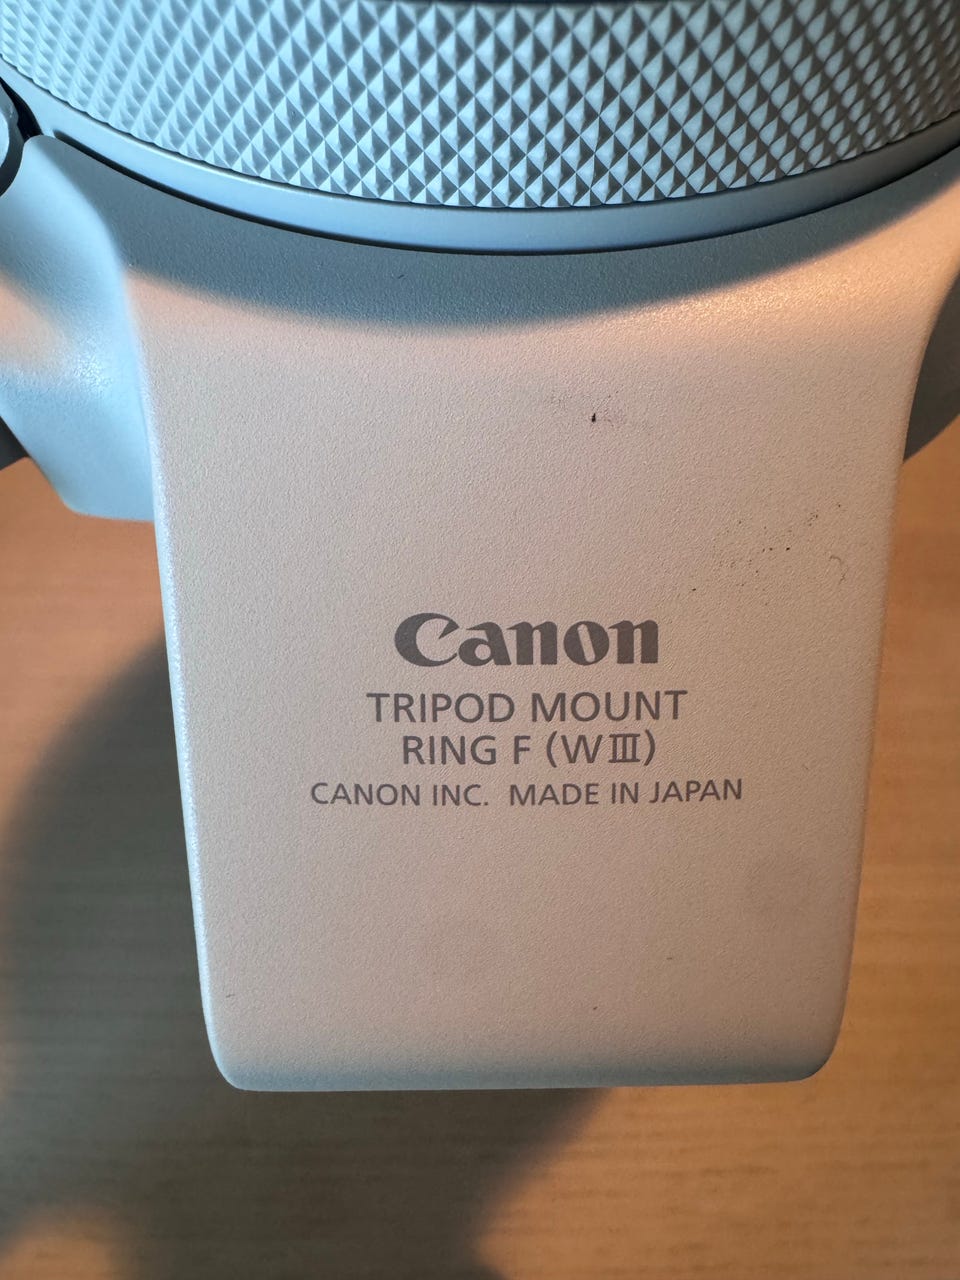 Canon
TRIPOD MOUNT
RING F (WⅢ)
CANON INC. MADE IN JAPAN